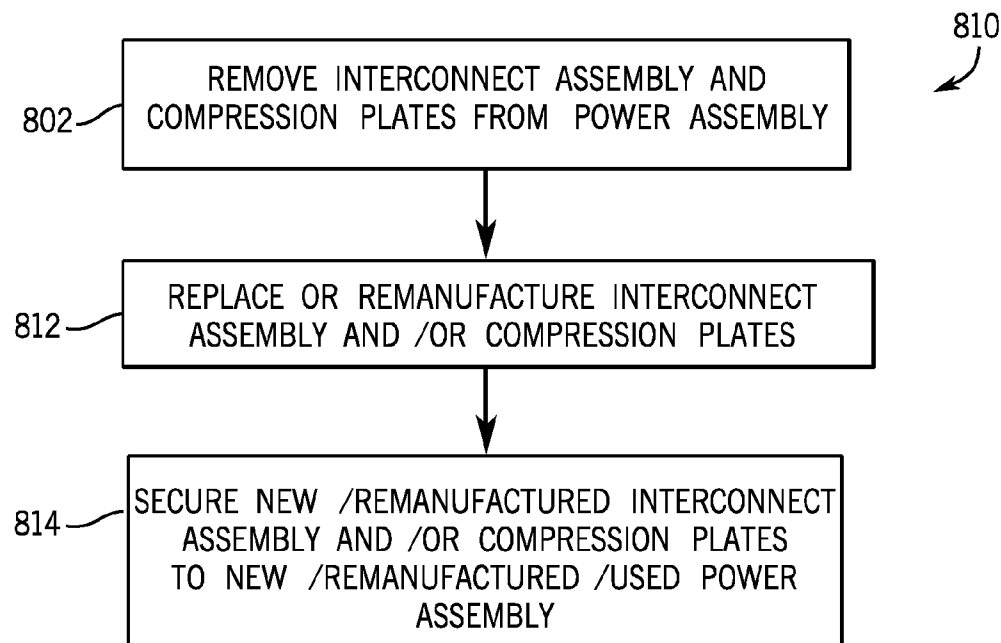 810
REMOVE INTERCONNECT ASSEMBLY AND
COMPRESSION PLATES FROM POWER ASSEMBLY
802
REPLACE OR REMANUFACTURE INTERCONNECT
ASSEMBLY AND /OR COMPRESSION PLATES
812
SECURE NEW /REMANUFACTURED INTERCONNECT
ASSEMBLY AND /OR COMPRESSION PLATES
TO NEW /REMANUFACTURED /USED POWER
ASSEMBLY
814